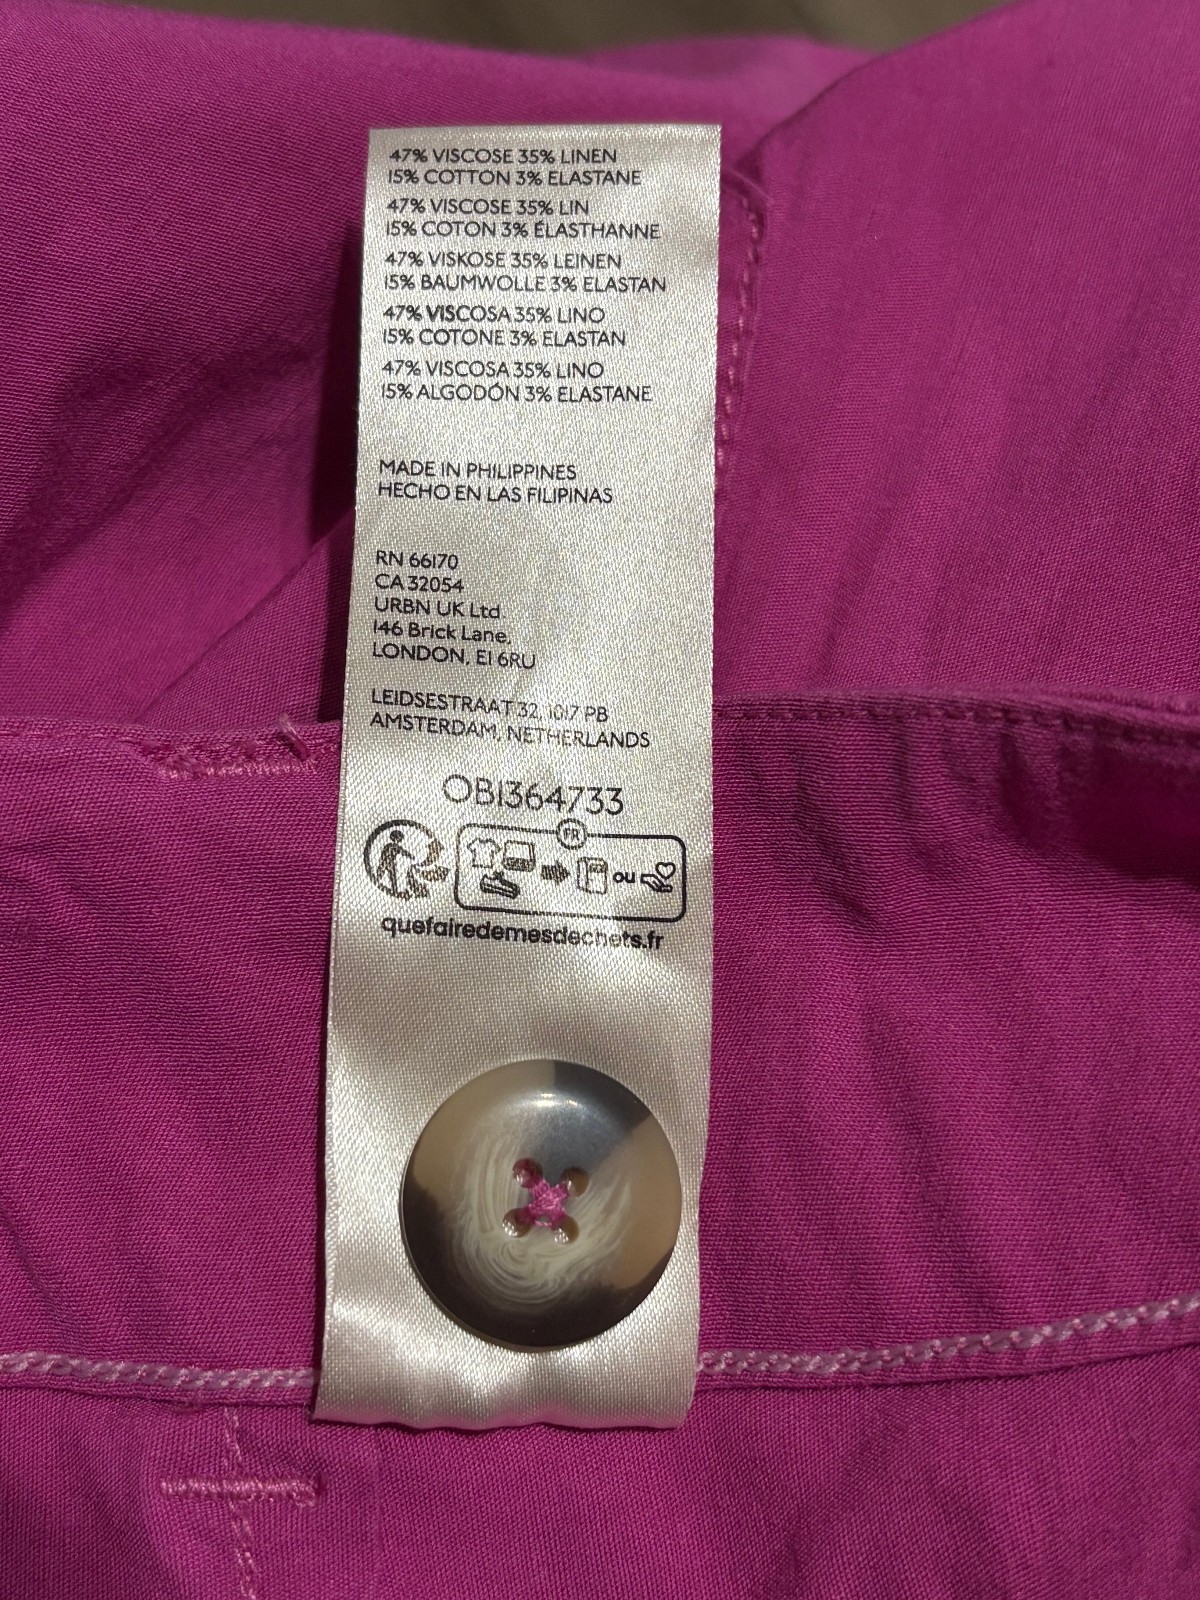 47% VISCOSE 35% LINEN
15% COTTON 3% ELASTANE
47% VISCOSE 35% LIN
15% COTON 3% ÉLASTHANNE
47% VISKOSE 35% LEINEN
15% BAUMWOLLE 3% ELASTAN
47% VISCOSA 35% LINO
15% COTONE 3% ELASTAN
47% VISCOSA 35% LINO
15% ALGODÓN 3% ELASTANE
MADE IN PHILIPPINES
HECHO EN LAS FILIPINAS
RN 66170
CA 32054
URBN UK Ltd.
146 Brick Lane,
LONDON, E1 6RU
LEIDSESTRAAT 32, 1017 PB
AMSTERDAM, NETHERLANDS
OB1364733
FR
ou
quefairedemesdechets.fr